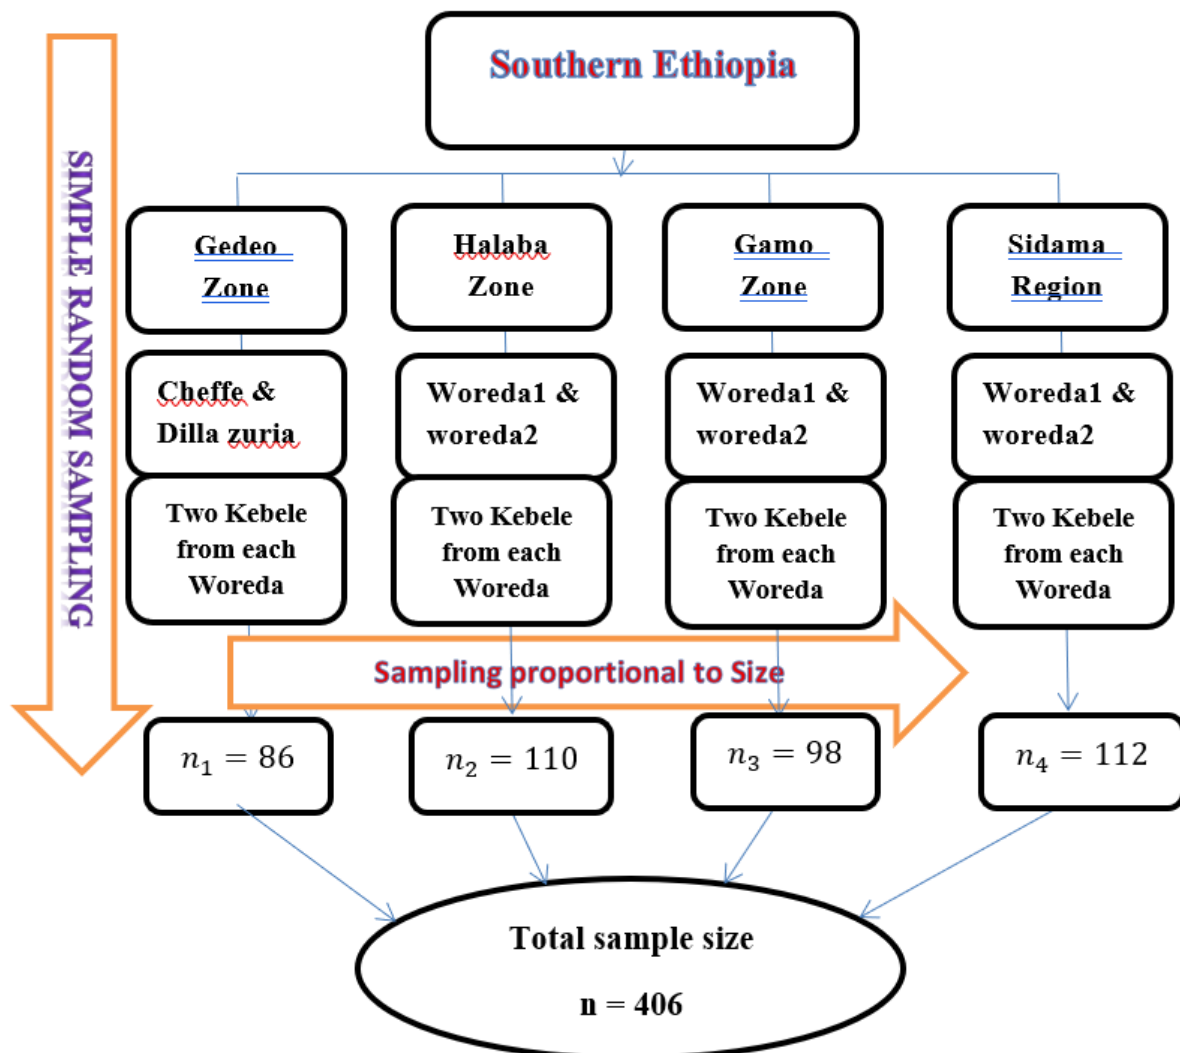 Southern Ethiopia
SIMPLE RANDOM SAMPLING
Gedeo
Zone
Halaba
Zone
Gamo
Zone
Sidama
Region
Cheffe &
Dilla zuria
Woreda1 &
woreda2
Woreda1 &
woreda2
Woreda1 &
woreda2
Two Kebele
from each
Woreda
Two Kebele
from each
Woreda
Two Kebele
from each
Woreda
Two Kebele
from each
Woreda
Sampling proportional to Size
n₁ = 86
n₂ = 110
n₃ = 98
n₄ = 112
Total sample size
n = 406